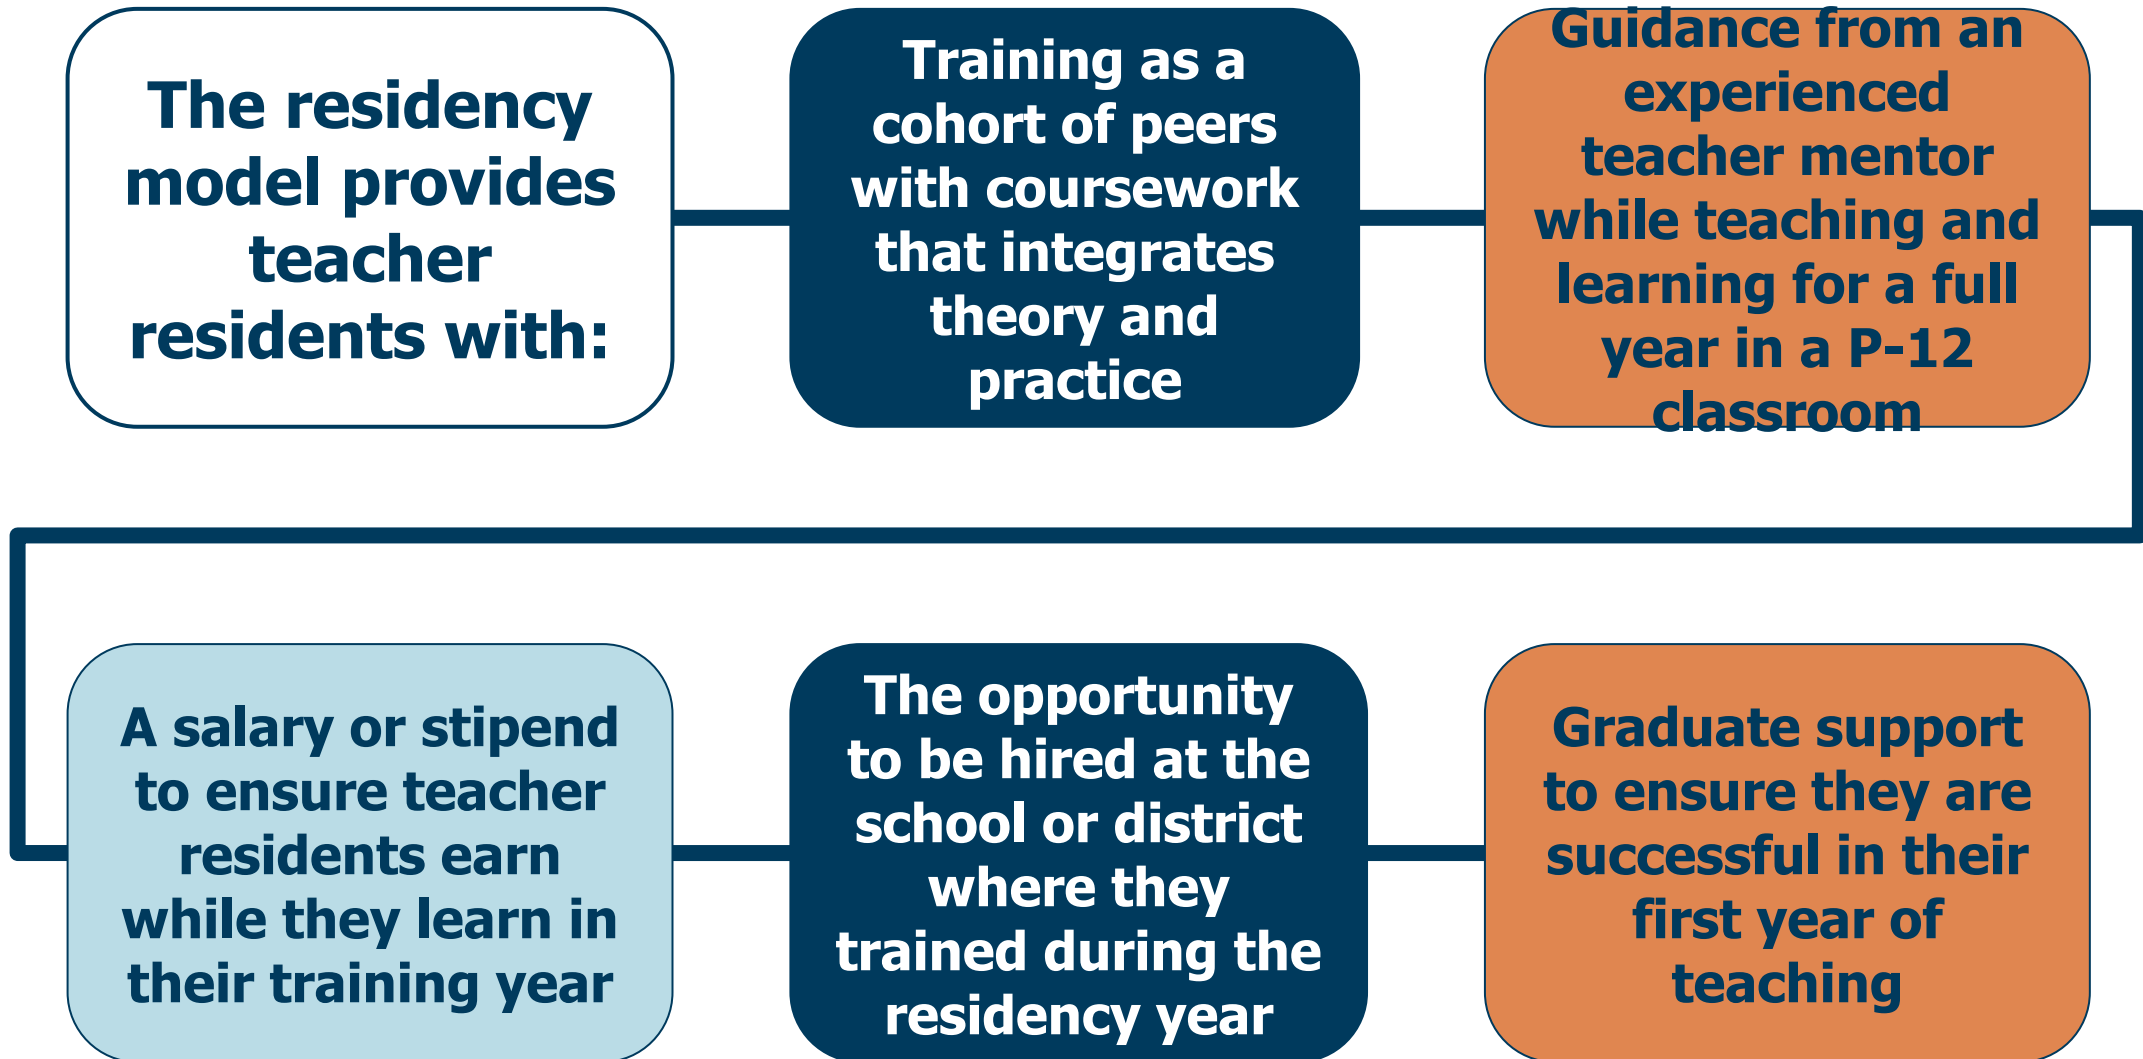 The residency
model provides
teacher
residents with:
Training as a
cohort of peers
with coursework
that integrates
theory and
practice
Guidance from an
experienced
teacher mentor
while teaching and
learning for a full
year in a P-12
classroom
A salary or stipend
to ensure teacher
residents earn
while they learn in
their training year
The opportunity
to be hired at the
school or district
where they
trained during the
residency year
Graduate support
to ensure they are
successful in their
first year of
teaching